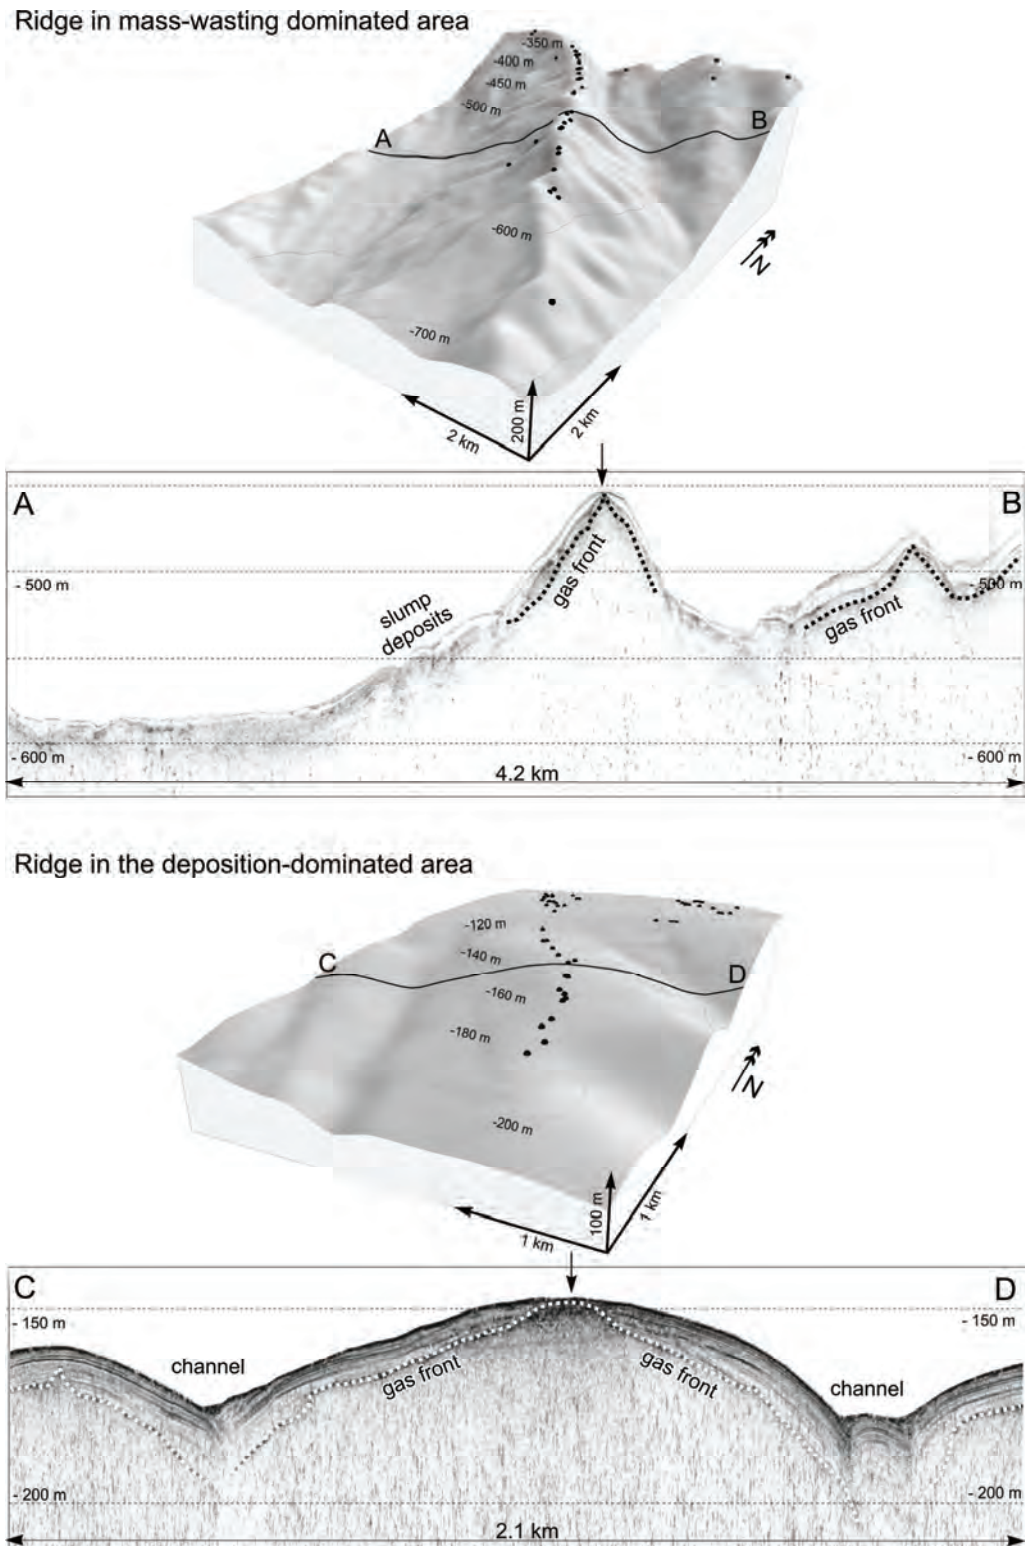 Ridge in mass-wasting dominated area
-350 m
-400 m
-450 m
-500 m
A
B
-600 m
N
-700 m
200 m
2 km
2 km
A
B
- 500 m
- 500 m
gas front
slump
deposits
gas front
- 600 m
- 600 m
4.2 km
Ridge in the deposition-dominated area
-120 m
-140 m
C
D
-160 m
-180 m
N
-200 m
100 m
1 km
1 km
C
D
- 150 m
- 150 m
channel
gas front
gas front
channel
- 200 m
- 200 m
2.1 km